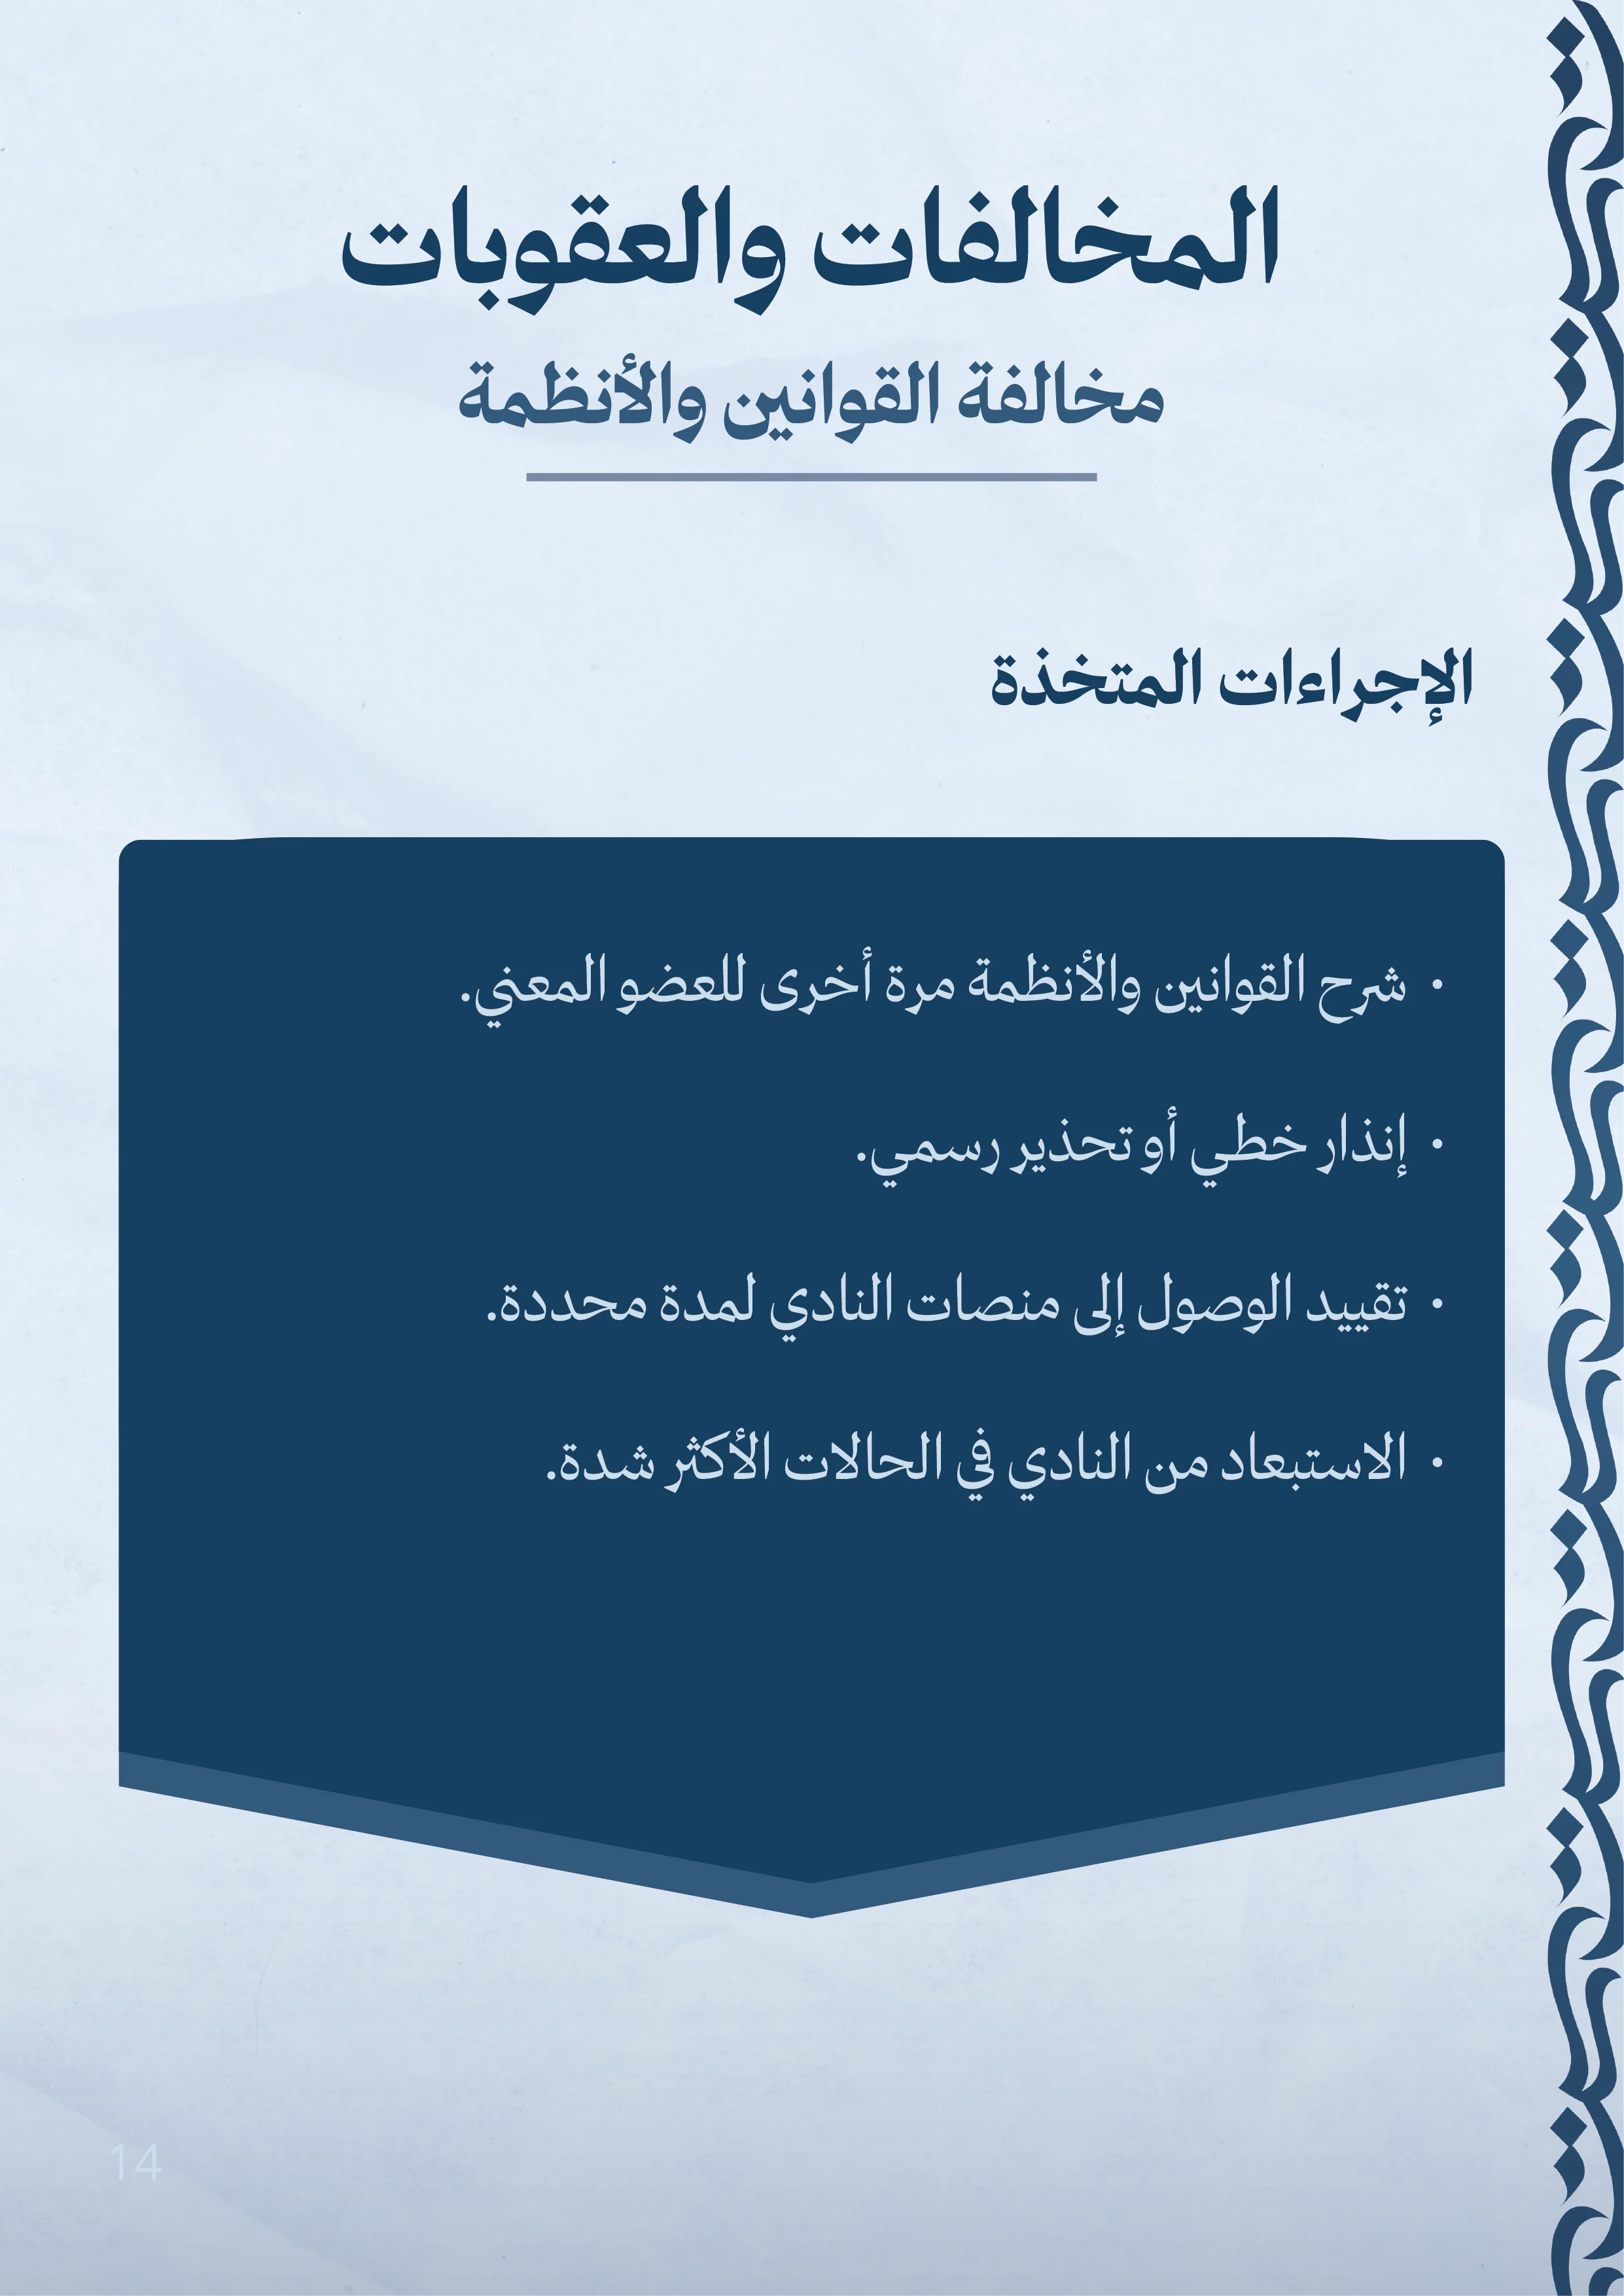 المخالفات والعقوبات
مخالفة القوانين والأنظمة
الإجراءات المتخذة
• شرح القوانين والأنظمة مرة أخرى للعضو المعني.
• إنذار خطي أو تحذير رسمي.
• تقييد الوصول إلى منصات النادي لمدة محددة.
• الاستبعاد من النادي في الحالات الأكثر شدة.
14